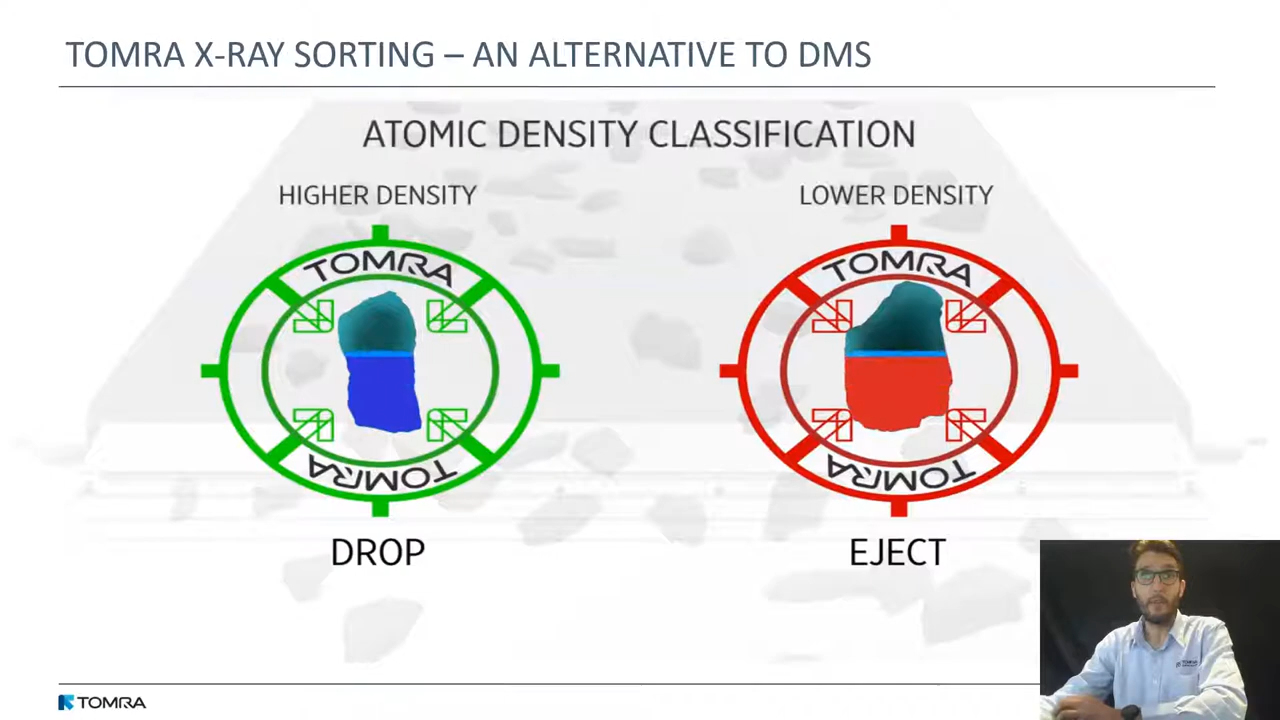 TOMRA X-RAY SORTING – AN ALTERNATIVE TO DMS
ATOMIC DENSITY CLASSIFICATION
HIGHER DENSITY
LOWER DENSITY
TOMRA
TOMRA
TOMRA
TOMRA
DROP
EJECT
TOMRA
TOMRA